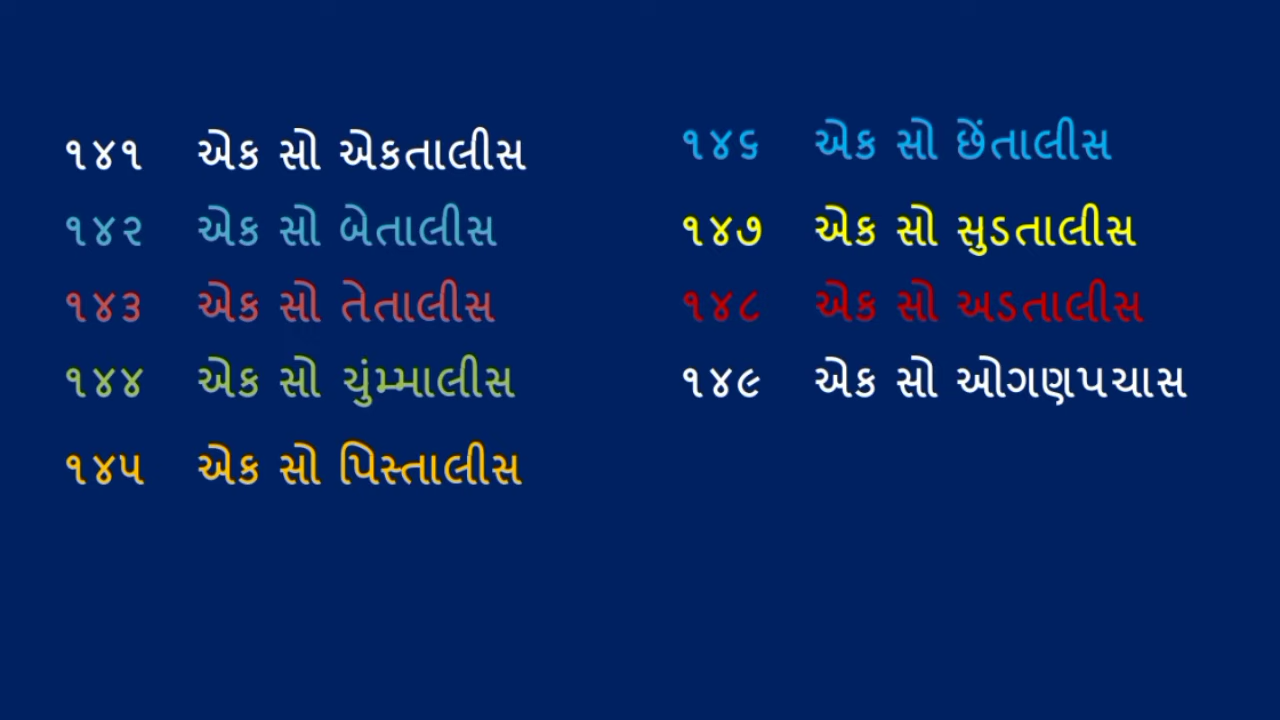 ૧૪૧ એક સો એકતાલીસ
૧૪૨ એક સો બેતાલીસ
૧૪૩ એક સો તેતાલીસ
૧૪૪ એક સો ચુંમ્માલીસ
૧૪૫ એક સો પિસ્તાલીસ
૧૪૬ એક સો છેંતાલીસ
૧૪૭ એક સો સુડતાલીસ
૧૪૮ એક સો અડતાલીસ
૧૪૯ એક સો ઓગણપચાસ